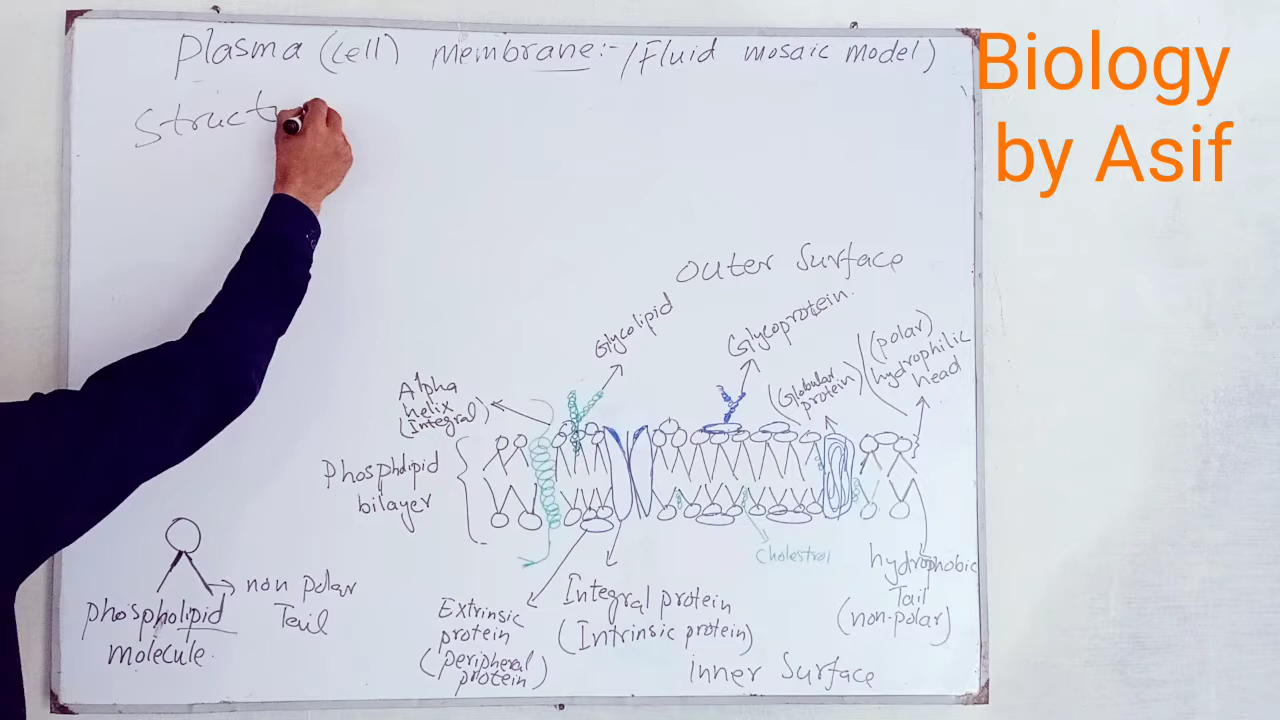 Plasma (cell) membrane:-/Fluid mosaic model)
Biology
by Asif
Struct
outer Surface
Glycolipid
Glycoprotein.
(polar)
hydrophilic
head
(Globular
protein)
Alpha
helix
(Integral)
Phospholipid
bilayer
Cholestrol
hydrophobic
Tail
(non-polar)
non polar
Tail
phospholipid
molecule.
Extrinsic
protein
(peripheral
protein)
Integral protein
(Intrinsic protein)
inner Surface